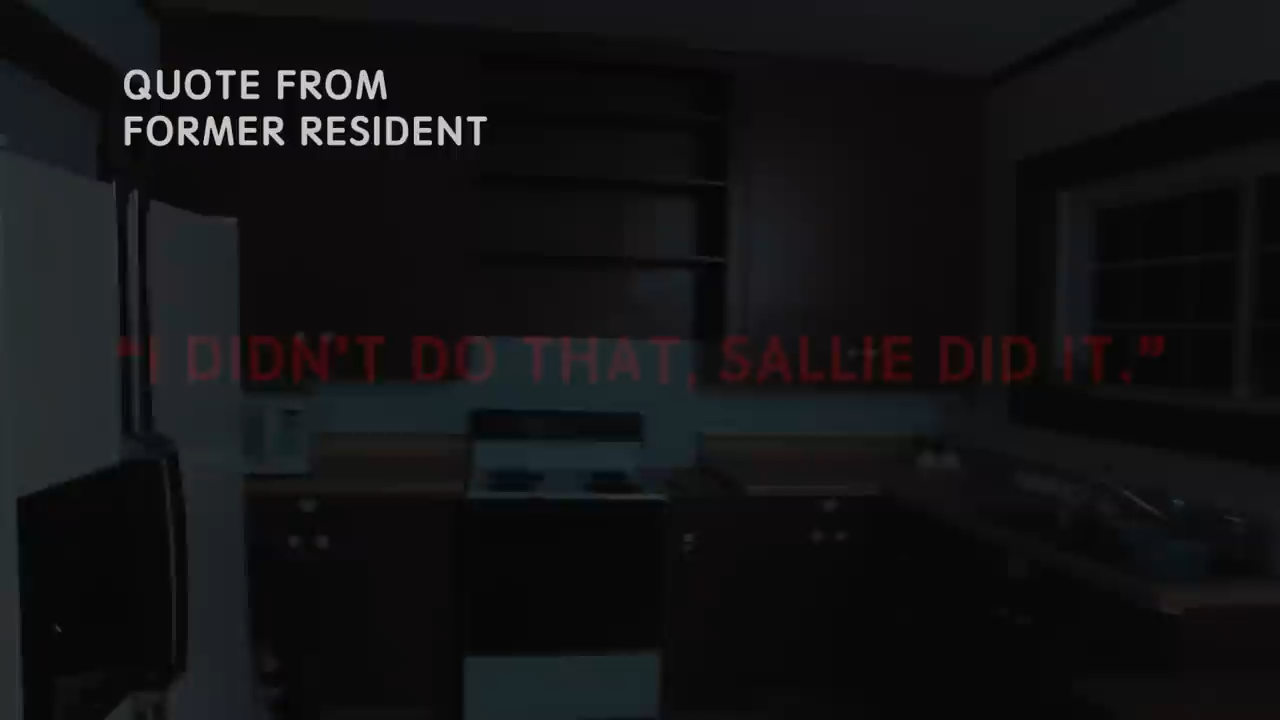 QUOTE FROM
FORMER RESIDENT
“I DIDN'T DO THAT, SALLIE DID IT.”